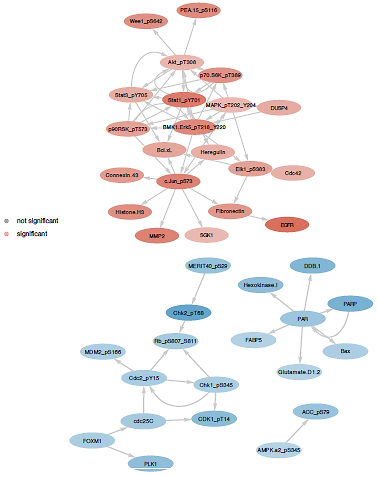 PEA.15_pS116
Wee1_pS642
Akt_pT308
p70.S6K_pT389
Stat3_pY705
Stat1_pY701
MAPK_pT202_Y204
DUSP4
p90RSK_pT573
BMK1.Erk5_pT218_Y220
Bcl.xL
Heregulin
Connexin.43
Elk1_pS383
Cdc42
c.Jun_pS73
Histone.H3
Fibronectin
not significant
EGFR
significant
MMP2
SGK1
MERIT40_pS29
DDB.1
Hexokinase.I
PARP
Chk2_pT68
PAR
Rb_pS807_S811
FABP5
MDM2_pS166
Bax
Cdc2_pY15
Glutamate.D1.2
Chk1_pS345
cdc25C
CDK1_pT14
ACC_pS79
FOXM1
AMPK.a2_pS345
PLK1